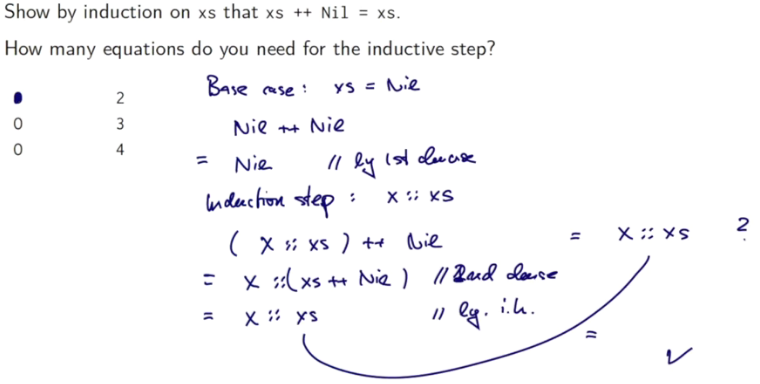 Show by induction on xs that xs ++ Nil = xs.
How many equations do you need for the inductive step?
2
O 3
O 4
Base case: xs = Nil
Nil ++ Nil
= Nil // by 1st clause
Induction step: x :: xs
(x :: xs) ++ Nil = x :: xs ?
= x :: (xs ++ Nil) // 2nd clause
= x :: xs // by. i.h.
= ✓